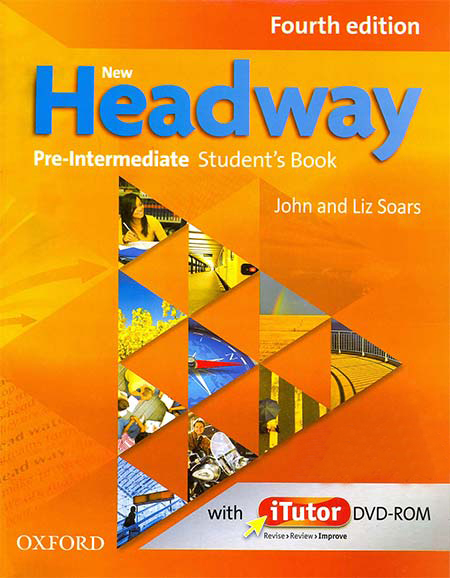 Fourth edition
New
Headway
Pre-Intermediate Student's Book
John and Liz Soars
with iTutor DVD-ROM
Revise > Review > Improve
OXFORD